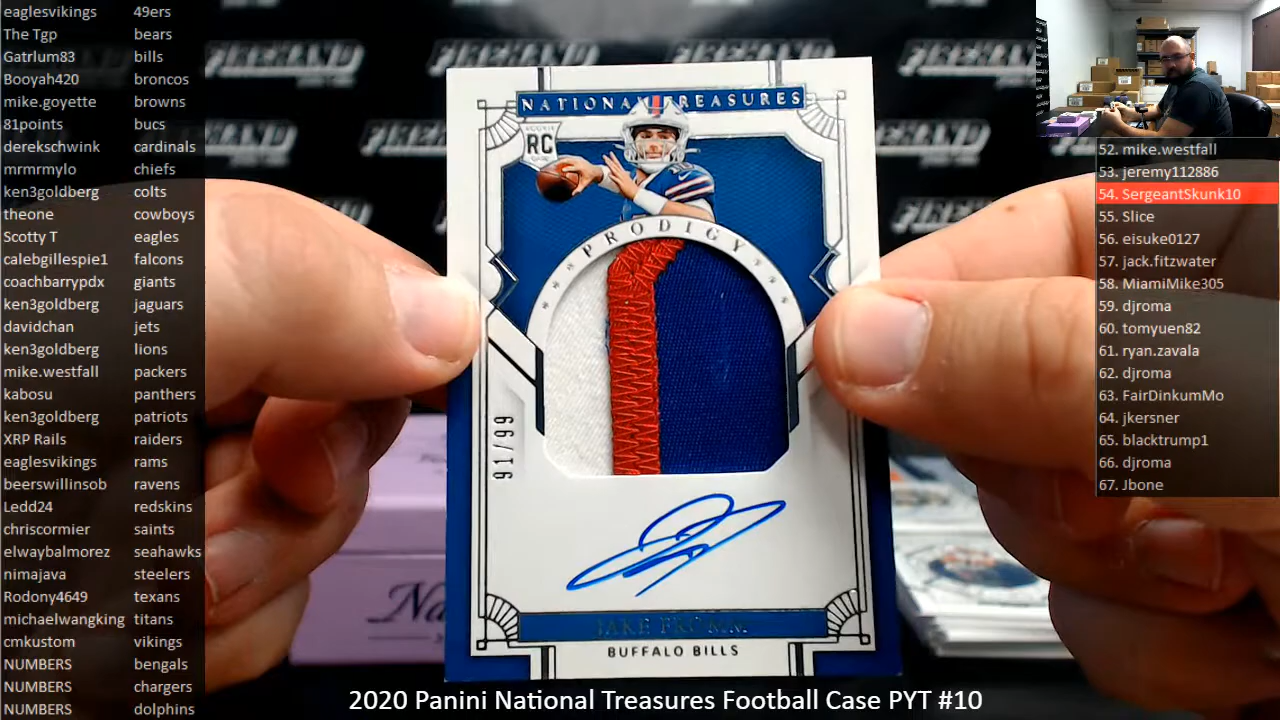 eaglesvikings 49ers
The Tgp bears
Gatrlum83 bills
Booyah420 broncos
mike.goyette browns
81points bucs
derekschwink cardinals
mrmrmylo chiefs
ken3goldberg colts
theone cowboys
Scotty T eagles
calebgillespie1 falcons
coachbarrypdx giants
ken3goldberg jaguars
davidchan jets
ken3goldberg lions
mike.westfall packers
kabosu panthers
ken3goldberg patriots
XRP Rails raiders
eaglesvikings rams
beerswillinsob ravens
Ledd24 redskins
chriscormier saints
elwaybalmorez seahawks
nimajava steelers
Rodony4649 texans
michaelwangking titans
cmkustom vikings
NUMBERS bengals
NUMBERS chargers
NUMBERS dolphins
FIREHAND FIREHAND FIREHAND
NATIONAL TREASURES
RC
PRODIGY
91/99
JAKE FROMM
BUFFALO BILLS
52. mike.westfall
53. jeremy112886
54. SergeantSkunk10
55. Slice
56. eisuke0127
57. jack.fitzwater
58. MiamiMike305
59. djroma
60. tomyuen82
61. ryan.zavala
62. djroma
63. FairDinkumMo
64. jkersner
65. blacktrump1
66. djroma
67. Jbone
2020 Panini National Treasures Football Case PYT #10